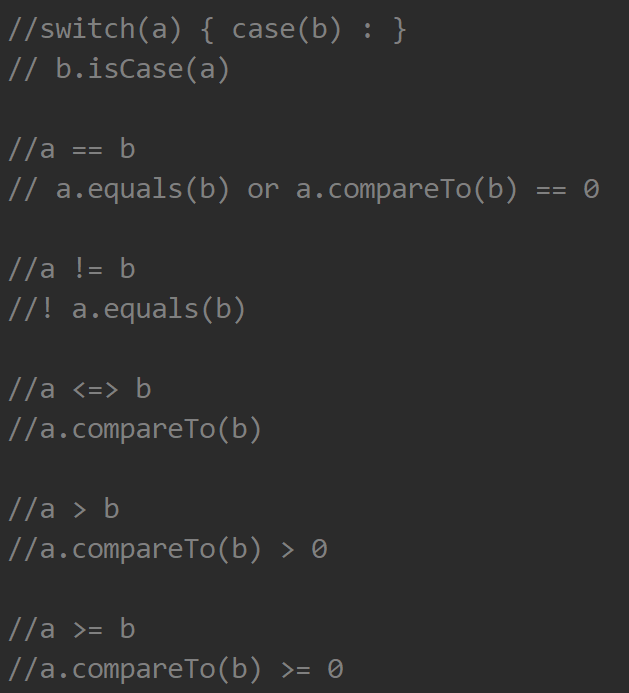 //switch(a) { case(b) : }
// b.isCase(a)
//a == b
// a.equals(b) or a.compareTo(b) == 0
//a != b
//! a.equals(b)
//a <=> b
//a.compareTo(b)
//a > b
//a.compareTo(b) > 0
//a >= b
//a.compareTo(b) >= 0